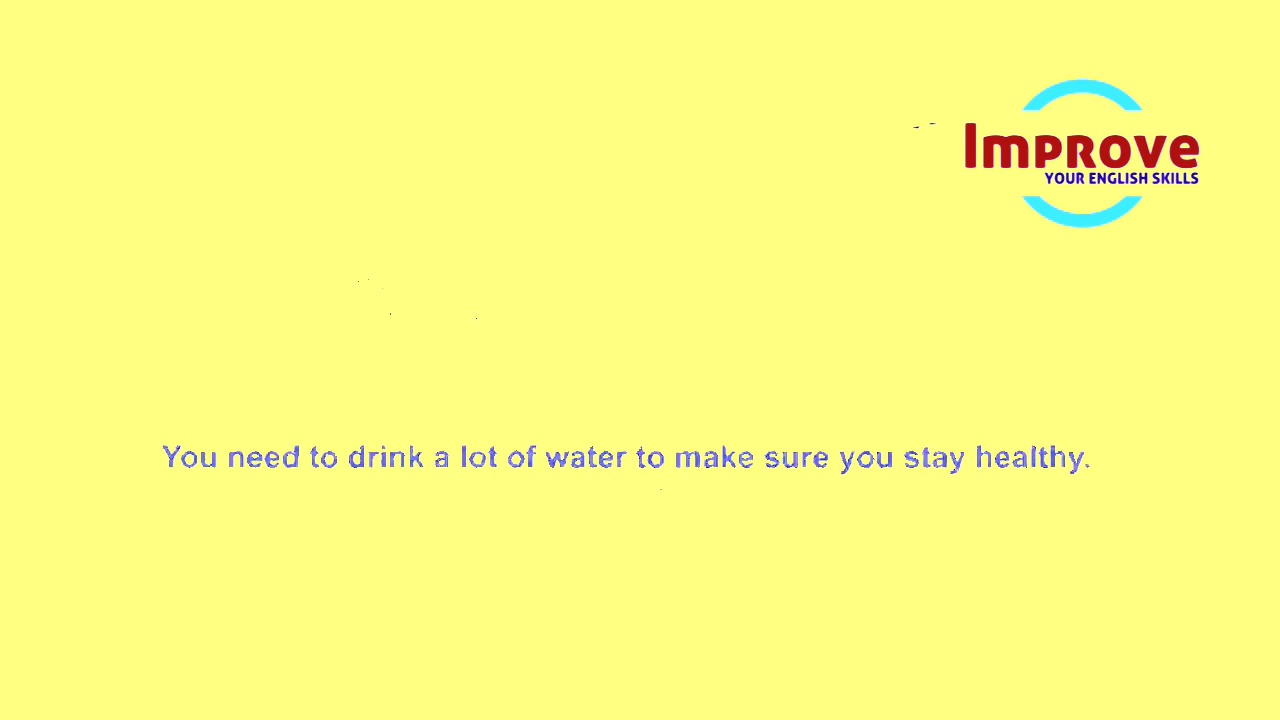 Improve
YOUR ENGLISH SKILLS
You need to drink a lot of water to make sure you stay healthy.